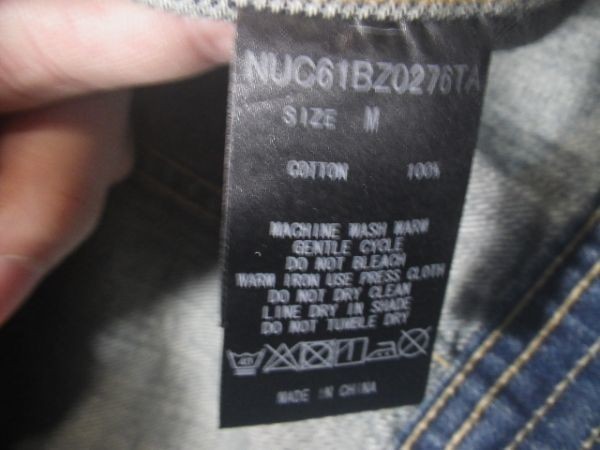 NUC61BZ0276TA
SIZE M
COTTON 100%
MACHINE WASH WARM
GENTLE CYCLE
DO NOT BLEACH
WARM IRON USE PRESS CLOTH
DO NOT DRY CLEAN
LINE DRY IN SHADE
DO NOT TUMBLE DRY
MADE IN CHINA